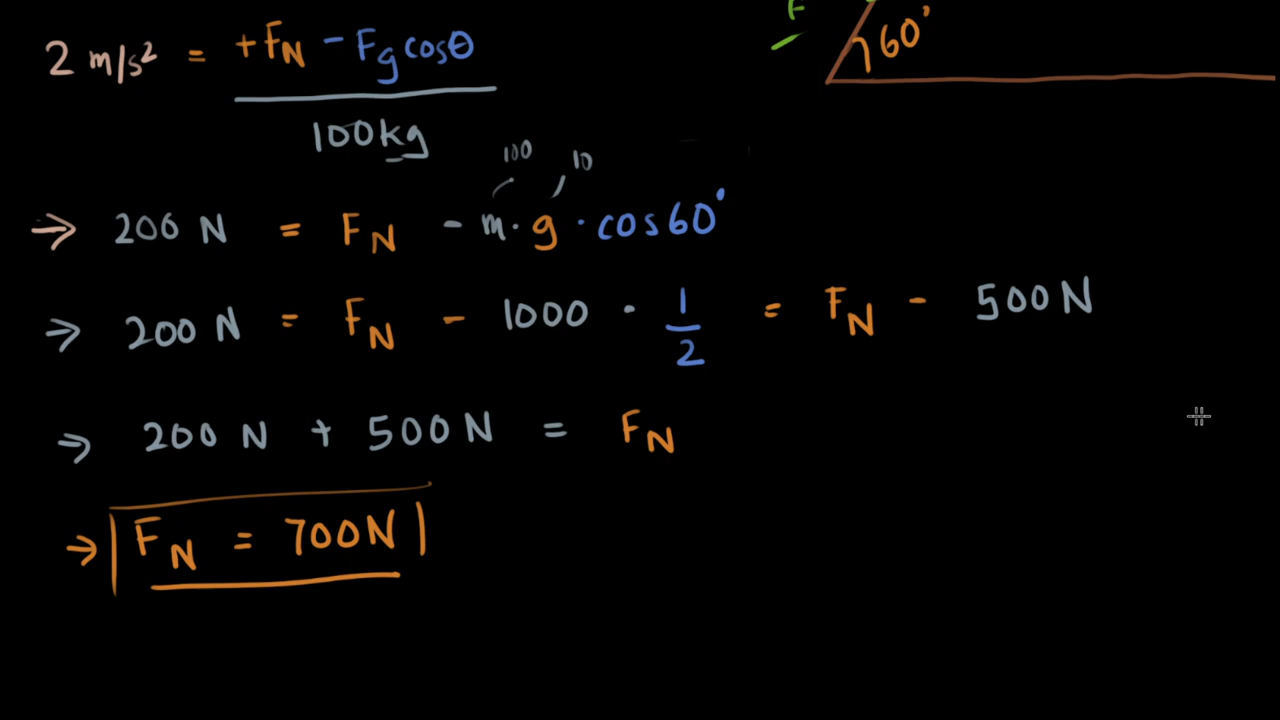 F
60°
2 m/s² = +F_N - F_g cosθ
100kg
100 10
→ 200 N = F_N - m · g · cos60°
→ 200 N = F_N - 1000 · 1/2 = F_N - 500N
→ 200 N + 500 N = F_N
→ F_N = 700N